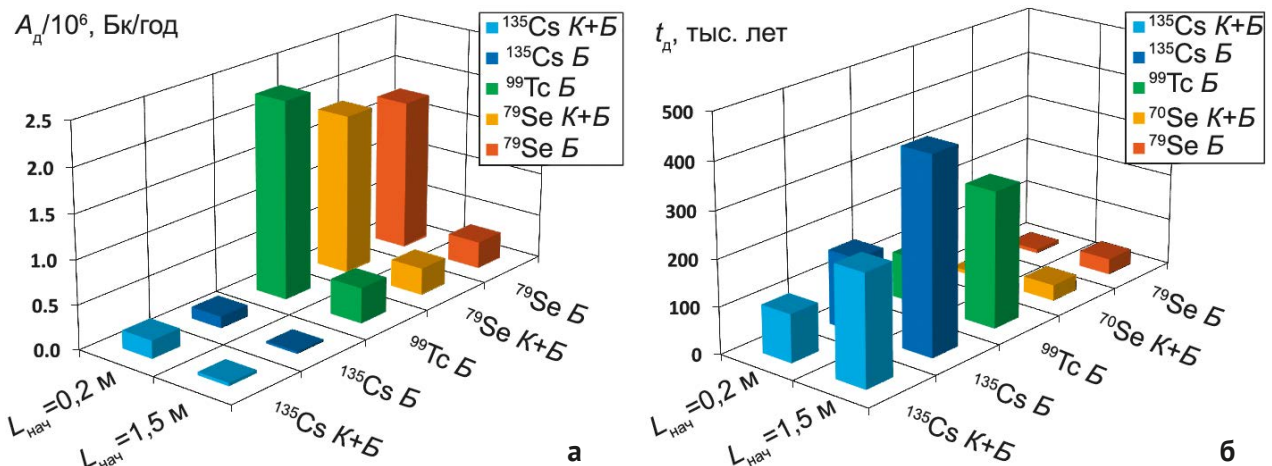 A_д/10⁶, Бк/год
¹³⁵Cs К+Б
¹³⁵Cs Б
⁹⁹Tc Б
⁷⁹Se К+Б
⁷⁹Se Б
2.5
2.0
1.5
1.0
0.5
0.0
L_нач=0,2 м
L_нач=1,5 м
¹³⁵Cs К+Б
¹³⁵Cs Б
⁹⁹Tc Б
⁷⁹Se К+Б
⁷⁹Se Б
а
t_д, тыс. лет
¹³⁵Cs К+Б
¹³⁵Cs Б
⁹⁹Tc Б
⁷⁰Se К+Б
⁷⁹Se Б
500
400
300
200
100
0
L_нач=0,2 м
L_нач=1,5 м
¹³⁵Cs К+Б
¹³⁵Cs Б
⁹⁹Tc Б
⁷⁰Se К+Б
⁷⁹Se Б
б